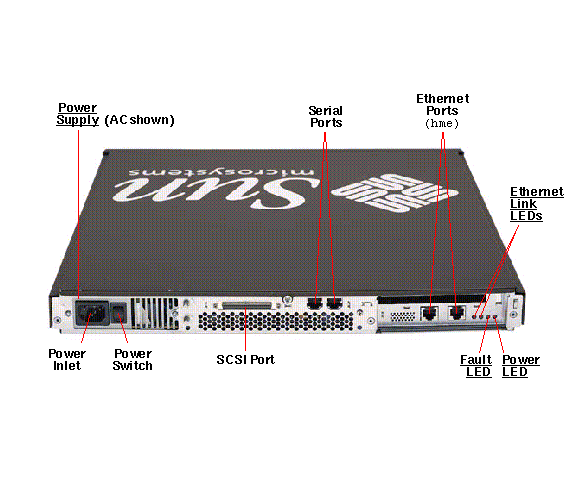 Power
Supply (AC shown)
Serial
Ports
Ethernet
Ports
(hme)
Ethernet
Link
LEDs
Sun
microsystems
Power
Inlet
Power
Switch
SCSI Port
Fault
LED
Power
LED